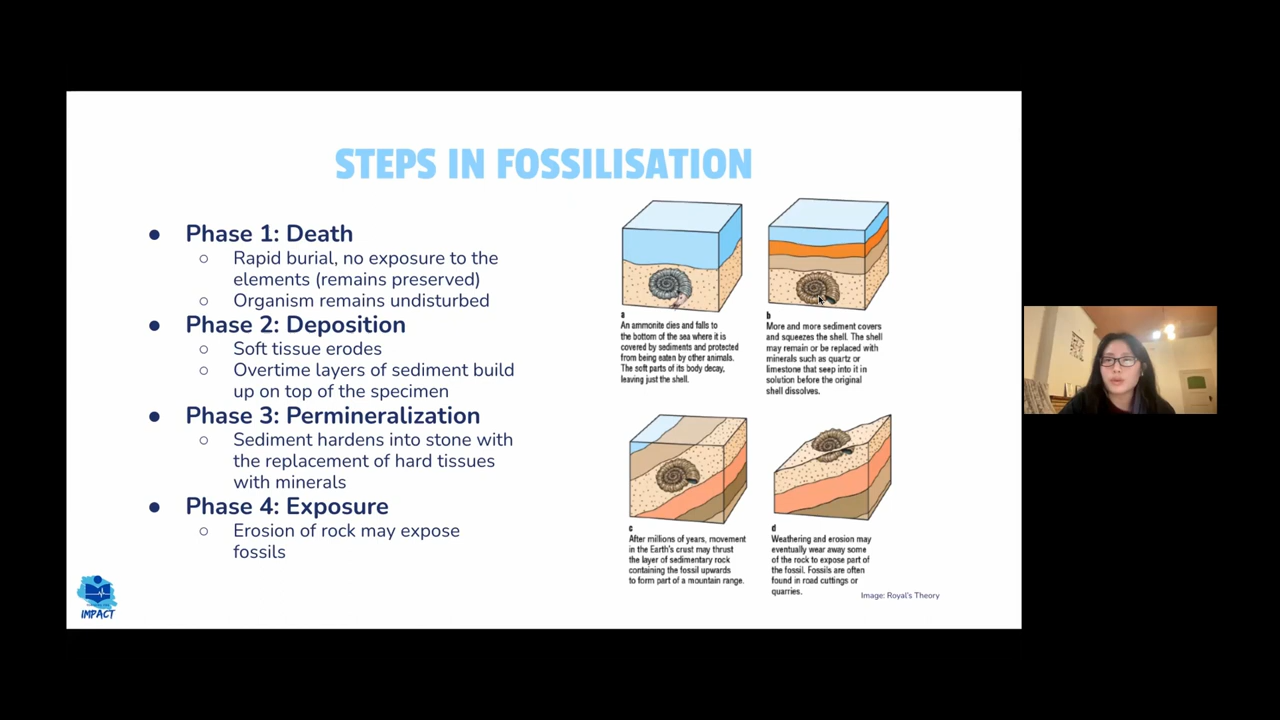 STEPS IN FOSSILISATION
● Phase 1: Death
○ Rapid burial, no exposure to the
elements (remains preserved)
○ Organism remains undisturbed
● Phase 2: Deposition
○ Soft tissue erodes
○ Overtime layers of sediment build
up on top of the specimen
● Phase 3: Permineralization
○ Sediment hardens into stone with
the replacement of hard tissues
with minerals
● Phase 4: Exposure
○ Erosion of rock may expose
fossils
a
An ammonite dies and falls to
the bottom of the sea where it is
covered by sediments and protected
from being eaten by other animals.
The soft parts of its body decay,
leaving just the shell.
b
More and more sediment covers
and squeezes the shell. The shell
may remain or be replaced with
minerals such as quartz or
limestone that seep into it in
solution before the original
shell dissolves.
c
After millions of years, movement
in the Earth's crust may thrust
the layer of sedimentary rock
containing the fossil upwards
to form part of a mountain range.
d
Weathering and erosion may
eventually wear away some
of the rock to expose part of
the fossil. Fossils are often
found in road cuttings or
quarries.
Image: Royal's Theory
IMPACT